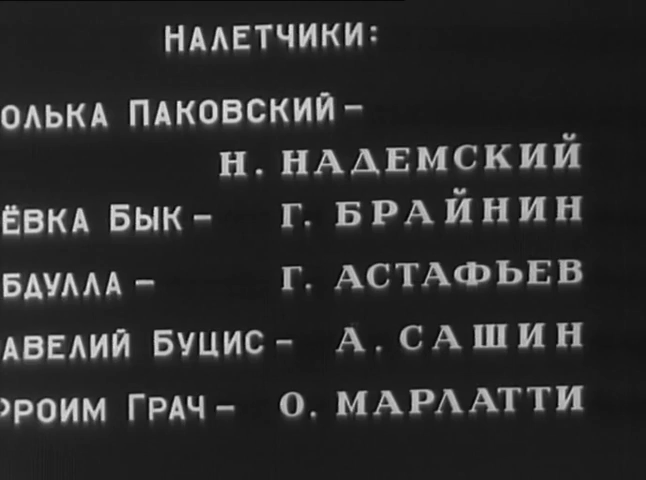 НАЛЕТЧИКИ:
ОЛЬКА ПАКОВСКИЙ –
Н. НАДЕМСКИЙ
ЁВКА БЫК – Г. БРАЙНИН
БДУЛЛА – Г. АСТАФЬЕВ
АВЕЛИЙ БУЦИС – А. САШИН
РОИМ ГРАЧ – О. МАРЛАТТИ